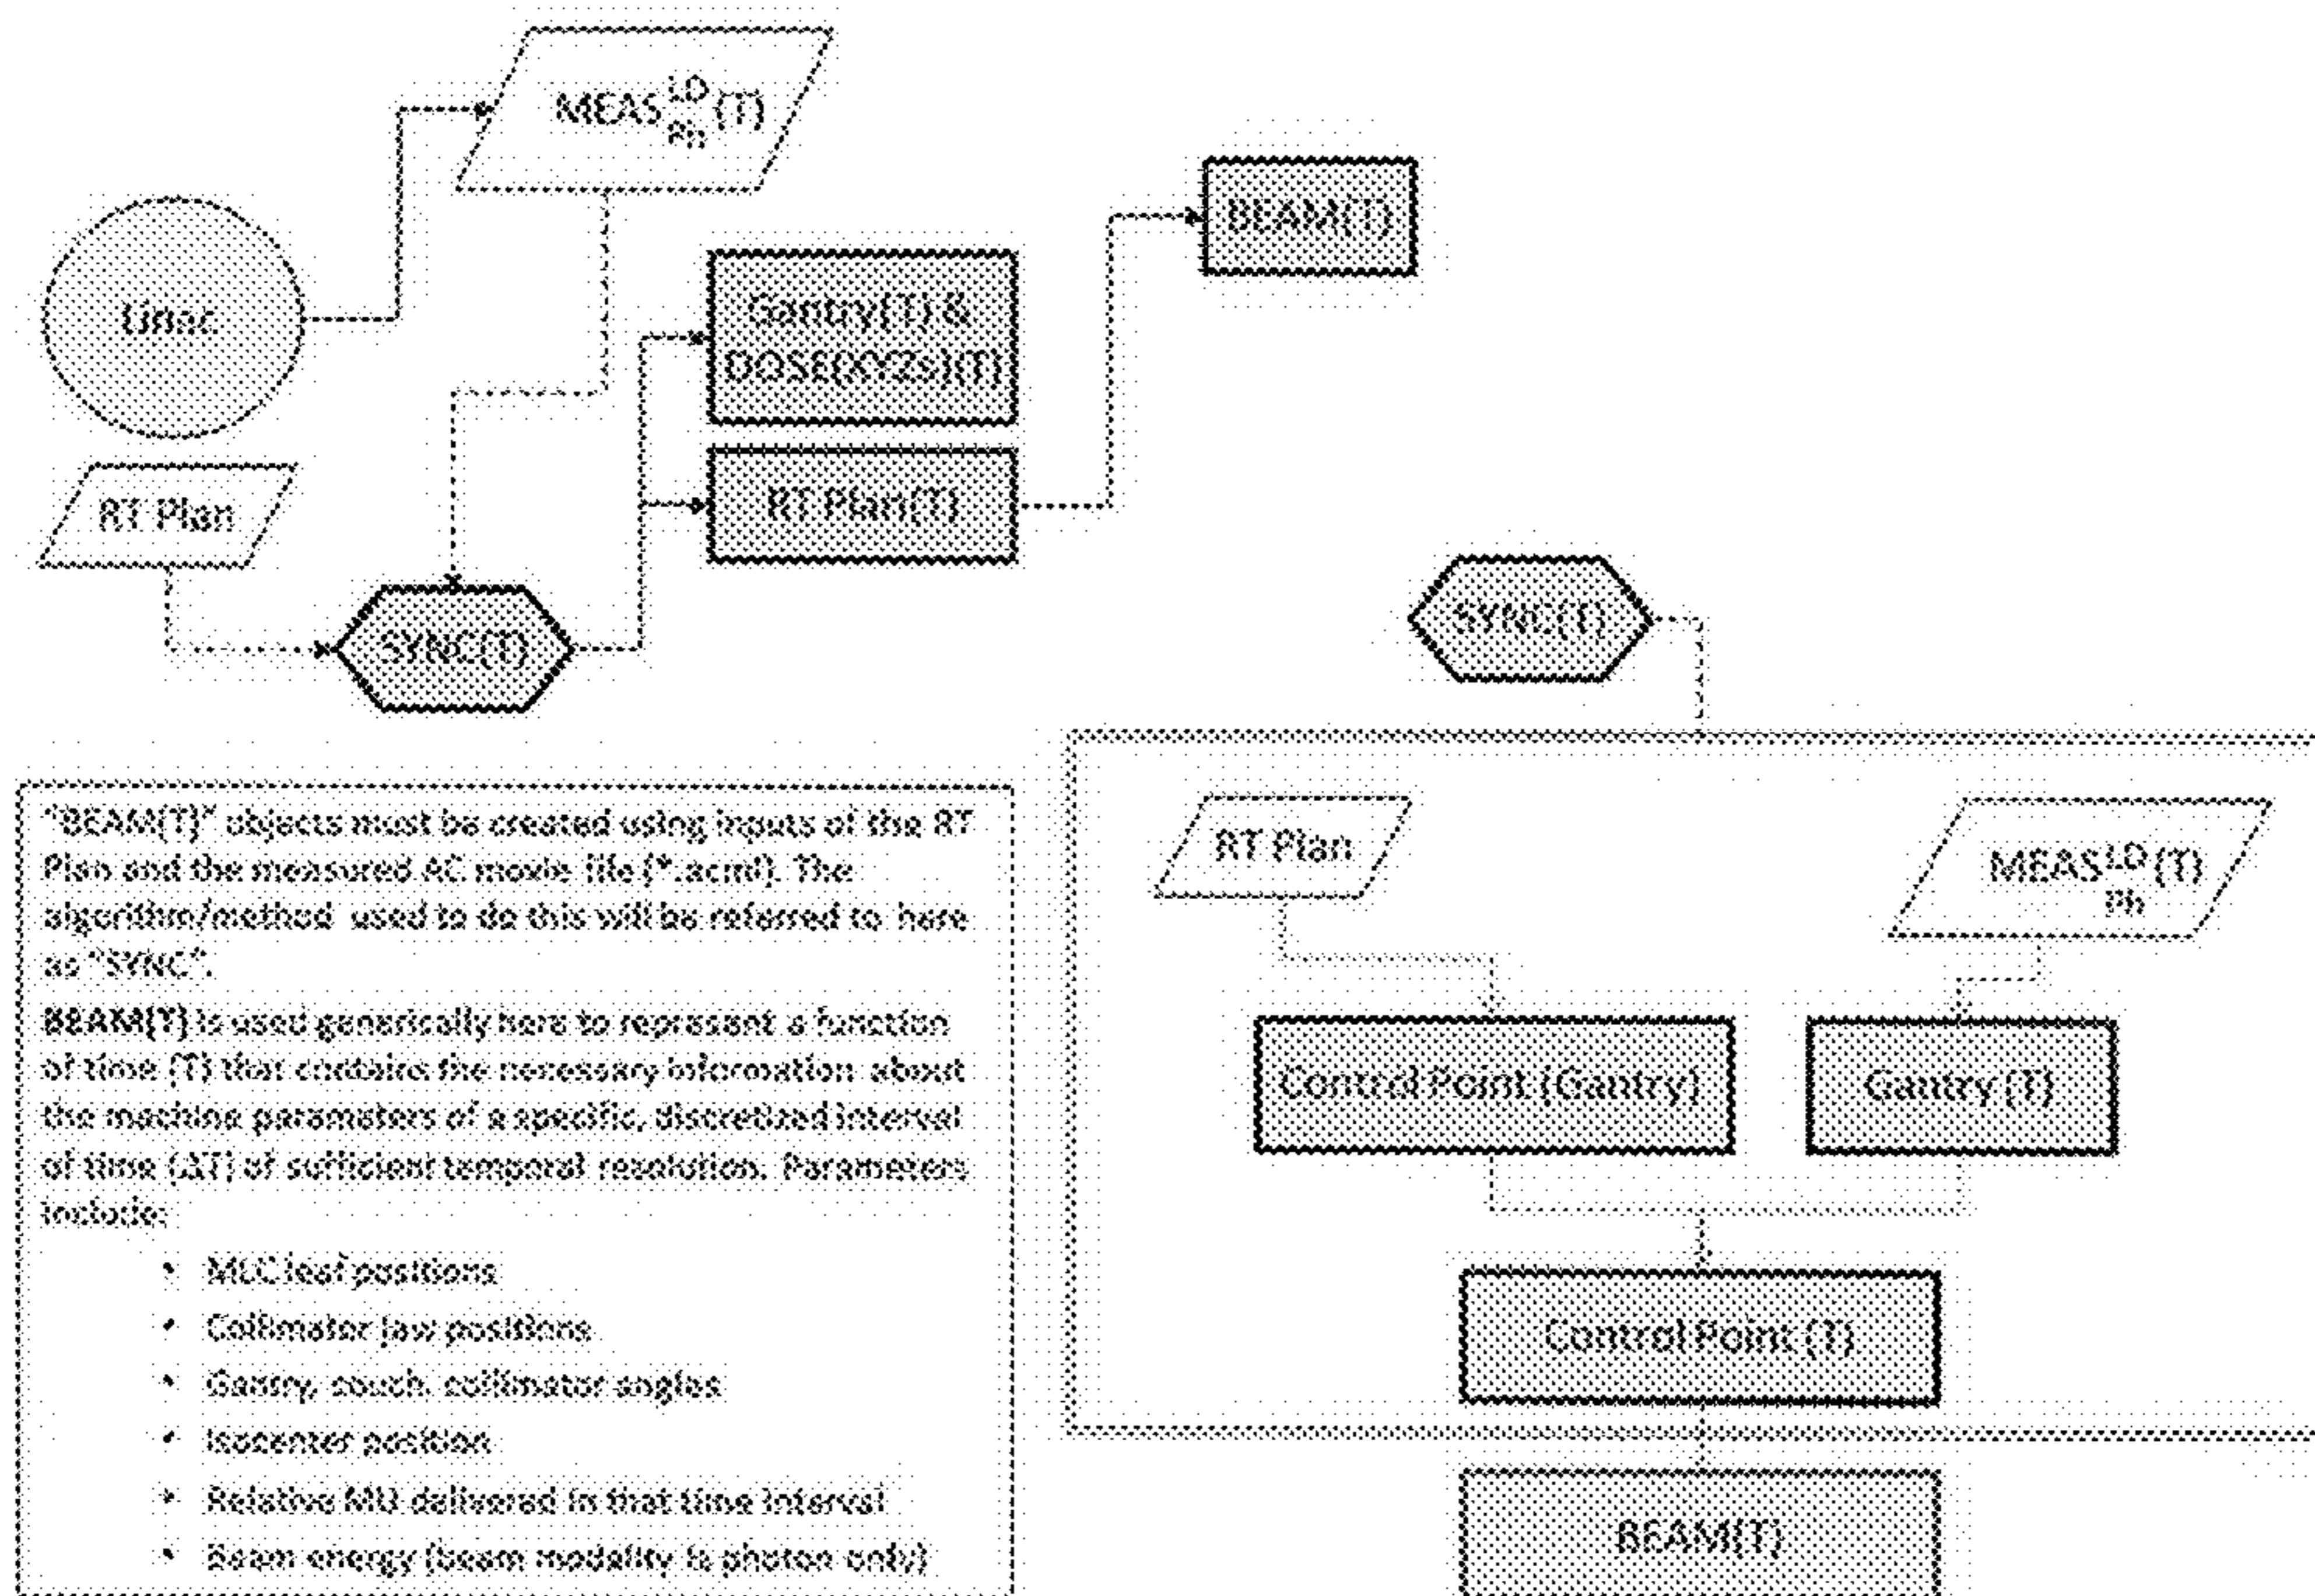 MEAS LD Ph (T)
Linac
BEAM(T)
Gantry(T) &
DOSE(XYZs)(T)
RT Plan
RT Plan(T)
SYNC(T)
SYNC(T)
"BEAM(T)" objects must be created using inputs of the RT
Plan and the measured AC movie file (*.acml). The
algorithm/method used to do this will be referred to here
as "SYNC".
BEAM(T) is used generically here to represent a function
of time (T) that contains the necessary information about
the machine parameters of a specific, discretized interval
of time (ΔT) of sufficient temporal resolution. Parameters
include:
• MLC leaf positions
• Collimator jaw positions
• Gantry, couch, collimator angles
• Isocenter position
• Relative MU delivered in that time interval
• Beam energy (beam modality is photon only)
RT Plan
MEAS LD Ph (T)
Control Point (Gantry)
Gantry (T)
Control Point (T)
BEAM(T)